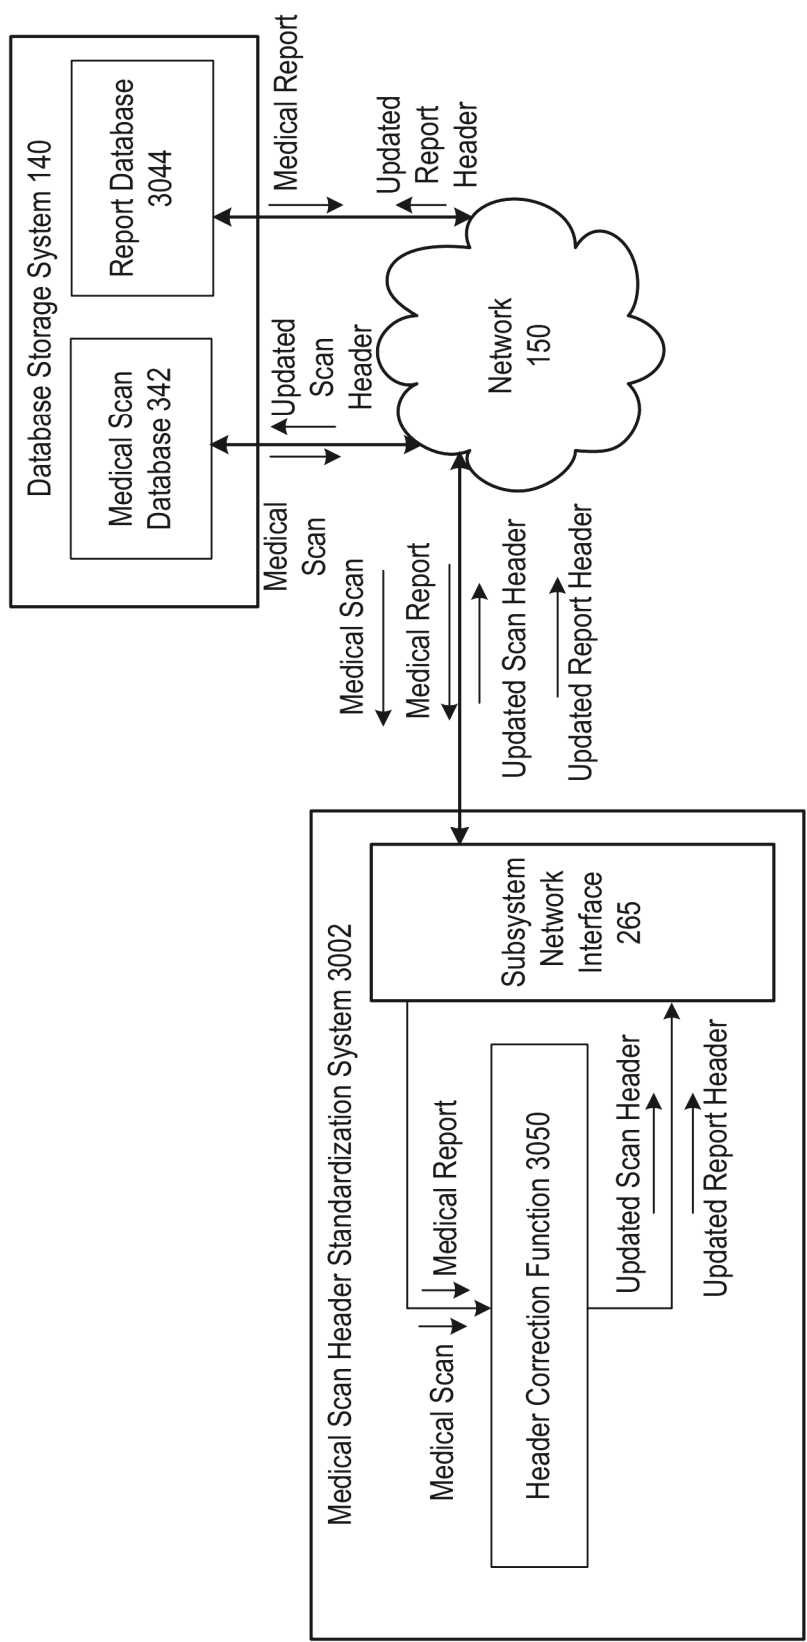 Medical Scan Header Standardization System 3002
Medical Scan
Medical Report
Header Correction Function 3050
Updated Scan Header
Updated Report Header
Subsystem
Network
Interface
265
Medical Scan
Medical Report
Updated Scan Header
Updated Report Header
Network
150
Database Storage System 140
Medical Scan
Database 342
Report Database
3044
Medical
Scan
Updated
Scan
Header
Medical Report
Updated
Report
Header